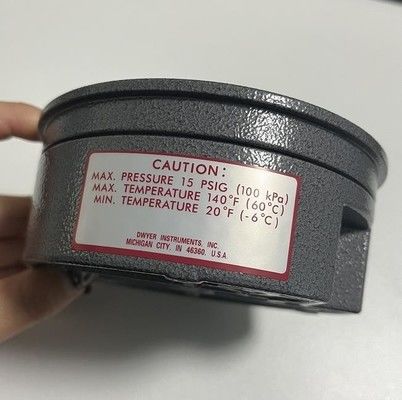 CAUTION:
MAX. PRESSURE 15 PSIG (100 kPa)
MAX. TEMPERATURE 140°F (60°C)
MIN. TEMPERATURE 20°F (-6°C)
DWYER INSTRUMENTS, INC.
MICHIGAN CITY, IN 46360, U.S.A.